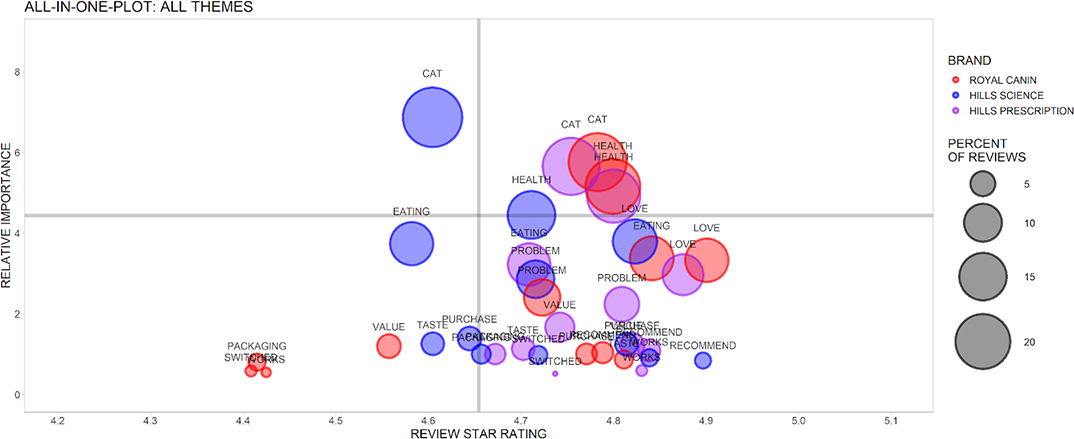 ALL-IN-ONE-PLOT: ALL THEMES
CAT
CAT
CAT
HEALTH
HEALTH
HEALTH
EATING
LOVE
EATING
LOVE
LOVE
EATING
PROBLEM
PROBLEM
PROBLEM
VALUE
PURCHASE
TASTE
VALUE
TASTE
PURCHASE
RECOMMEND
SWITCHED
RECOMMEND
PACKAGING
WORKS
SWITCHED
WORKS
SWITCHED
WORKS
0
2
4
6
8
RELATIVE IMPORTANCE
4.2 4.3 4.4 4.5 4.6 4.7 4.8 4.9 5.0 5.1
REVIEW STAR RATING
BRAND
ROYAL CANIN
HILLS SCIENCE
HILLS PRESCRIPTION
PERCENT
OF REVIEWS
5
10
15
20